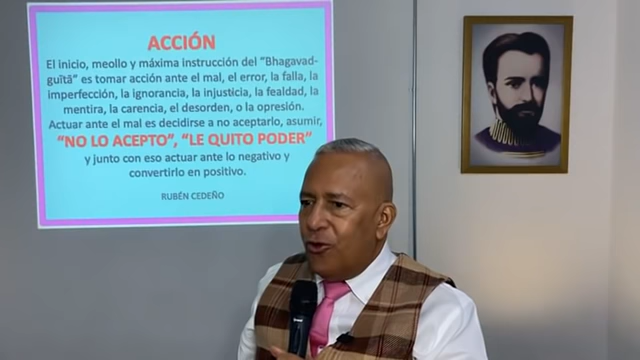 ACCIÓN
El inicio, meollo y máxima instrucción del "Bhagavad-
guītā" es tomar acción ante el mal, el error, la falla, la
imperfección, la ignorancia, la injusticia, la fealdad, la
mentira, la carencia, el desorden, o la opresión.
Actuar ante el mal es decidirse a no aceptarlo, asumir,
"NO LO ACEPTO", "LE QUITO PODER"
y junto con eso actuar ante lo negativo y
convertirlo en positivo.
RUBÉN CEDEÑO